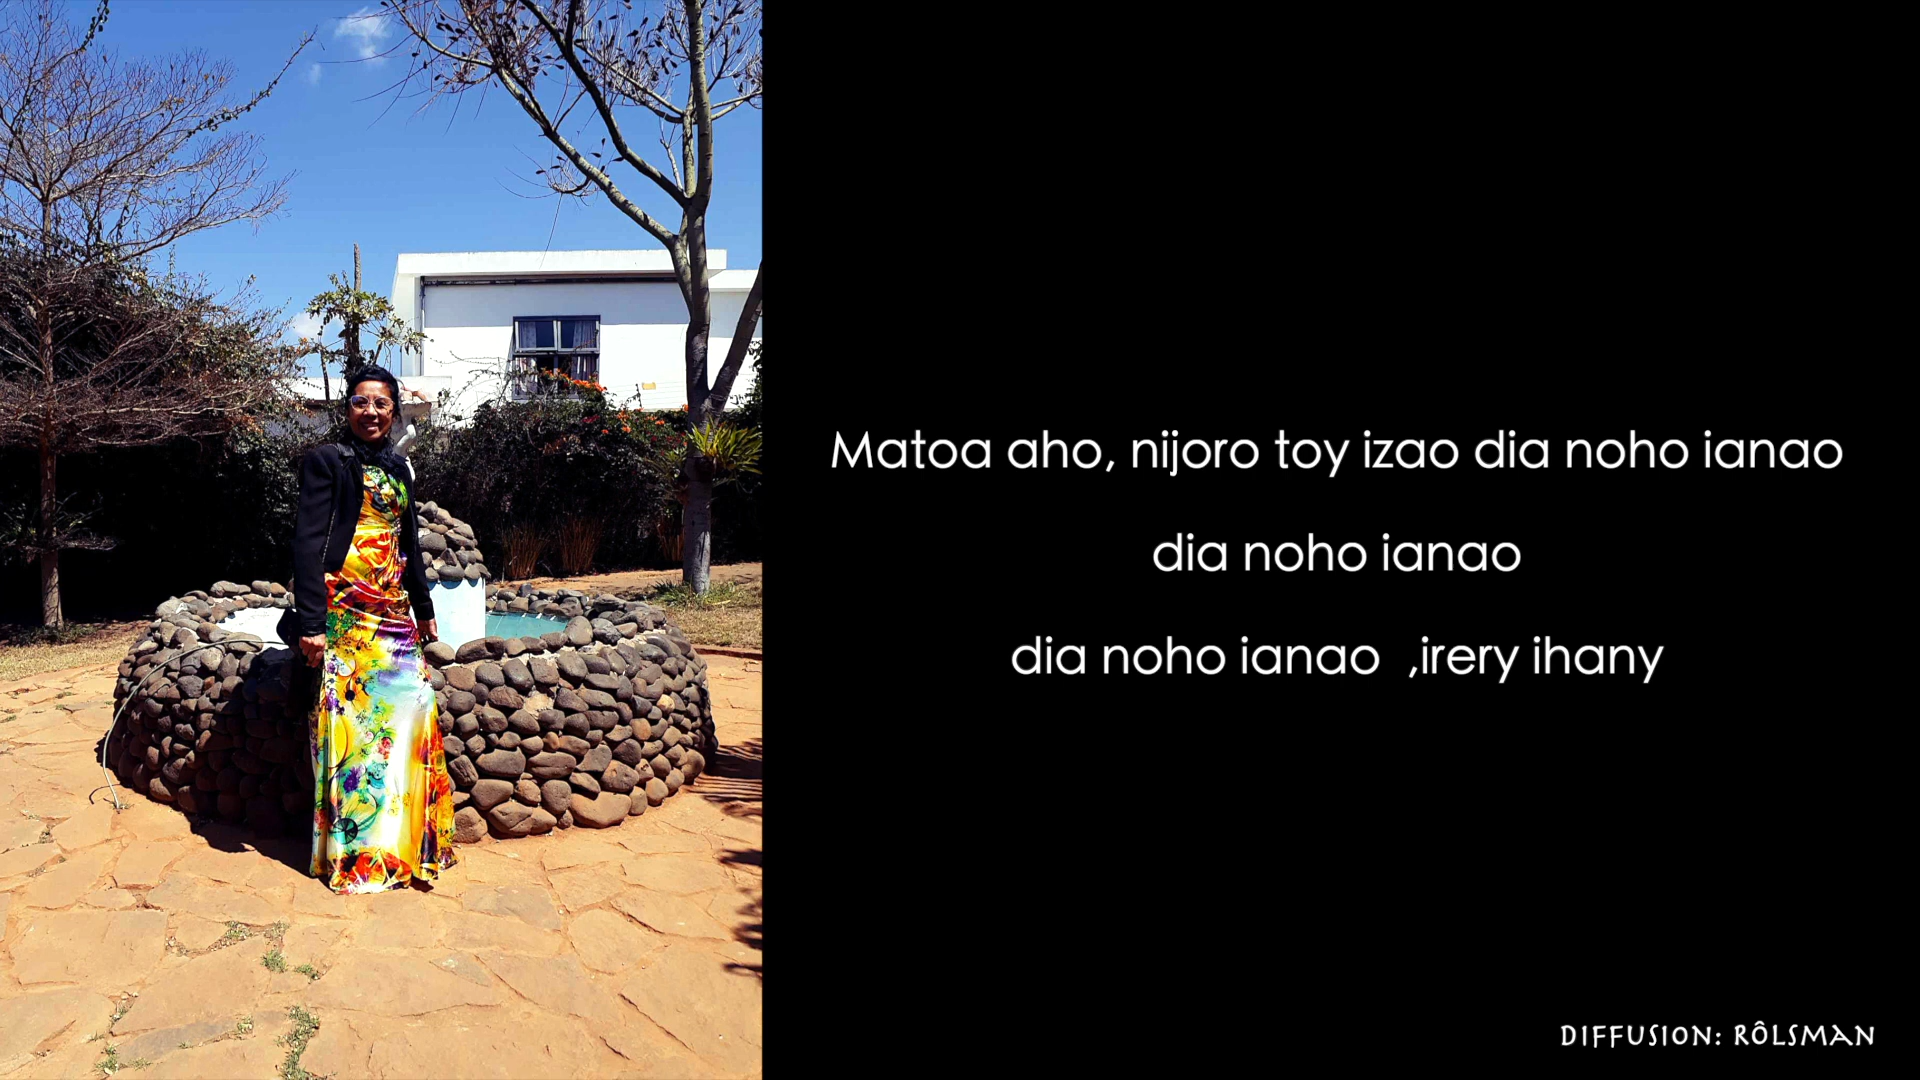 Matoa aho, nijoro toy izao dia noho ianao
dia noho ianao
dia noho ianao  ,irery ihany
DIFFUSION: RÔLSMAN